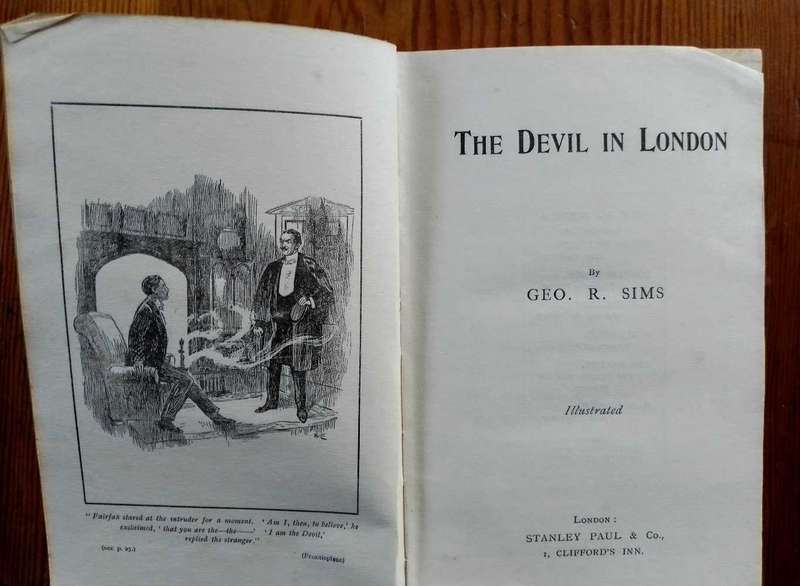 "Fairfax stared at the intruder for a moment. 'Am I, then, to believe,' he
exclaimed, 'that you are the—the——' 'I am the Devil,'
replied the stranger."
(see p. 25.)
(Frontispiece)
THE DEVIL IN LONDON
By
GEO. R. SIMS
Illustrated
LONDON:
STANLEY PAUL & Co.,
1, CLIFFORD'S INN.